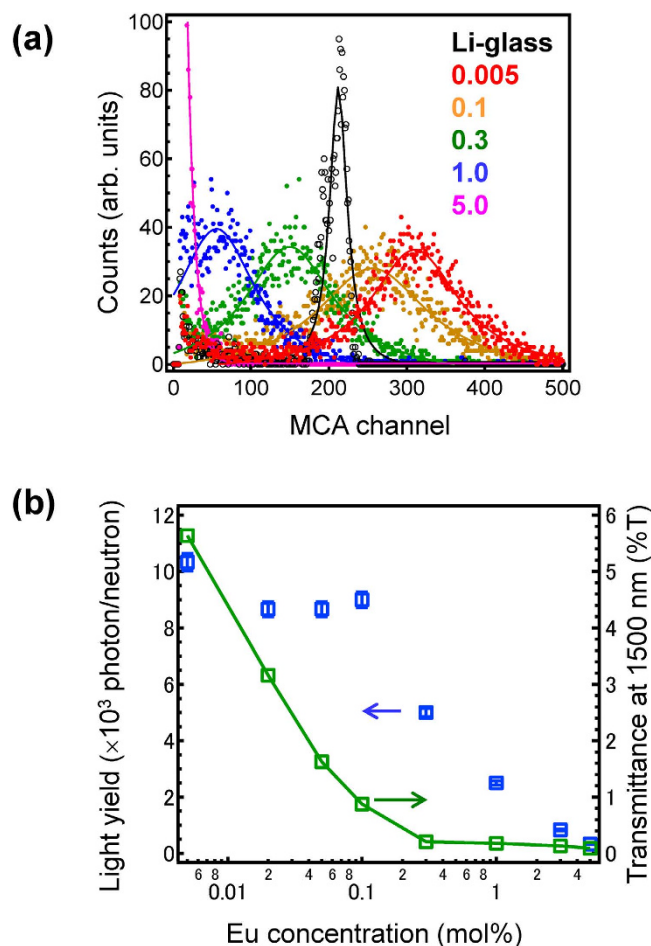 (a)
Counts (arb. units)
100
80
60
40
20
0
Li-glass
0.005
0.1
0.3
1.0
5.0
0 100 200 300 400 500
MCA channel
(b)
Light yield (×10³ photon/neutron)
12
10
8
6
4
2
0
6
5
4
3
2
1
0
Transmittance at 1500 nm (%T)
6 8 0.01 2 4 6 8 0.1 2 4 6 8 1 2 4
Eu concentration (mol%)